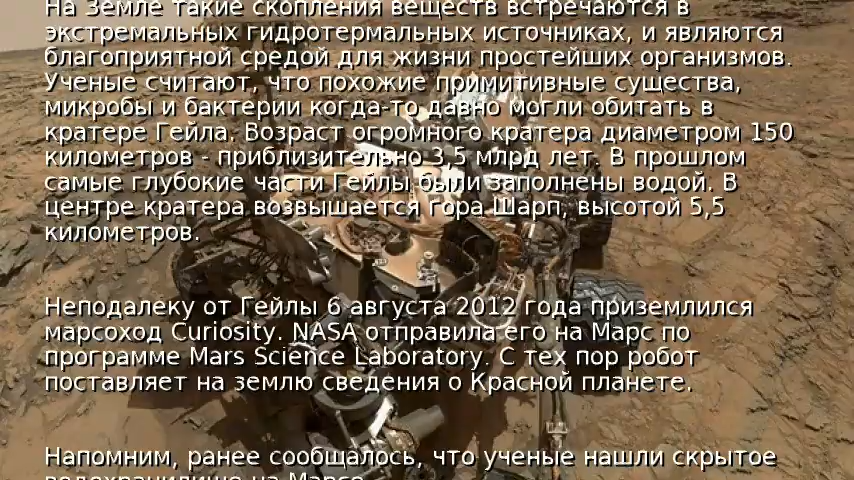 На Земле такие скопления веществ встречаются в
экстремальных гидротермальных источниках, и являются
благоприятной средой для жизни простейших организмов.
Ученые считают, что похожие примитивные существа,
микробы и бактерии когда-то давно могли обитать в
кратере Гейла. Возраст огромного кратера диаметром 150
километров - приблизительно 3,5 млрд лет. В прошлом
самые глубокие части Гейлы были заполнены водой. В
центре кратера возвышается гора Шарп, высотой 5,5
километров.
Неподалеку от Гейлы 6 августа 2012 года приземлился
марсоход Curiosity. NASA отправила его на Марс по
программе Mars Science Laboratory. С тех пор робот
поставляет на землю сведения о Красной планете.
Напомним, ранее сообщалось, что ученые нашли скрытое
водохранилище на Марсе.